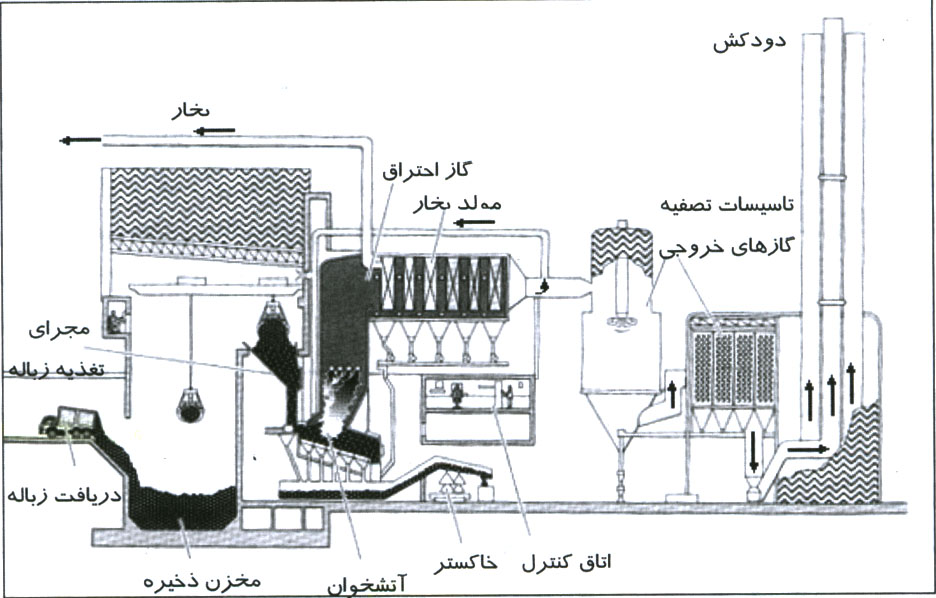 دودکش
بخار
گاز احتراق
مولد بخار
تاسیسات تصفیه
گازهای خروجی
مجرای
تغذیه زباله
دریافت زباله
مخزن ذخیره
آتشخوان
خاکستر
اتاق کنترل